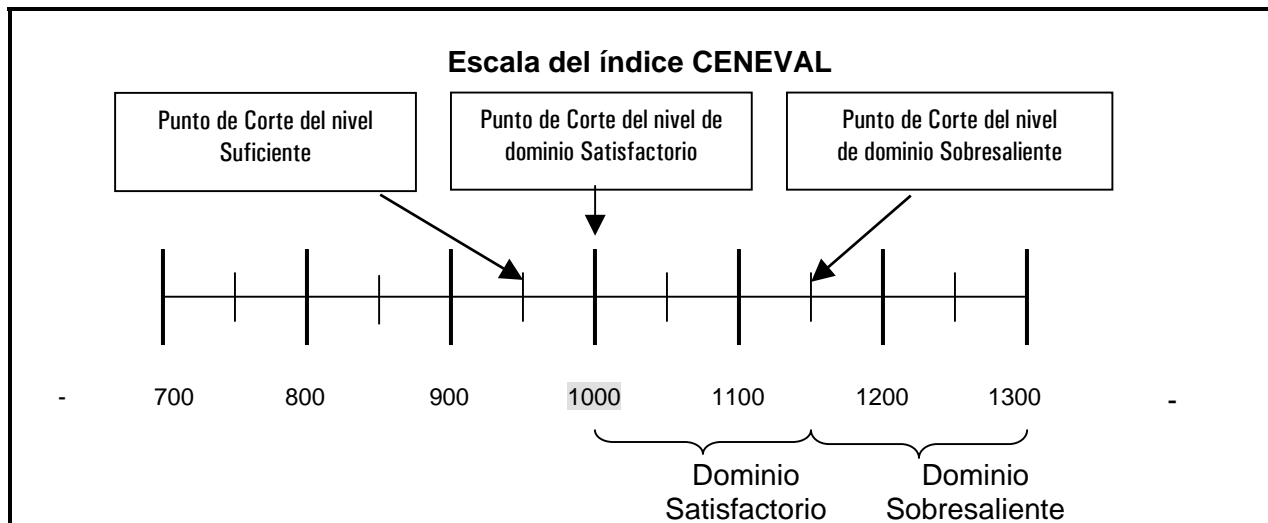 Escala del índice CENEVAL
Punto de Corte del nivel
Suficiente
Punto de Corte del nivel de
dominio Satisfactorio
Punto de Corte del nivel
de dominio Sobresaliente
- 700 800 900 1000 1100 1200 1300 -
Dominio
Satisfactorio
Dominio
Sobresaliente